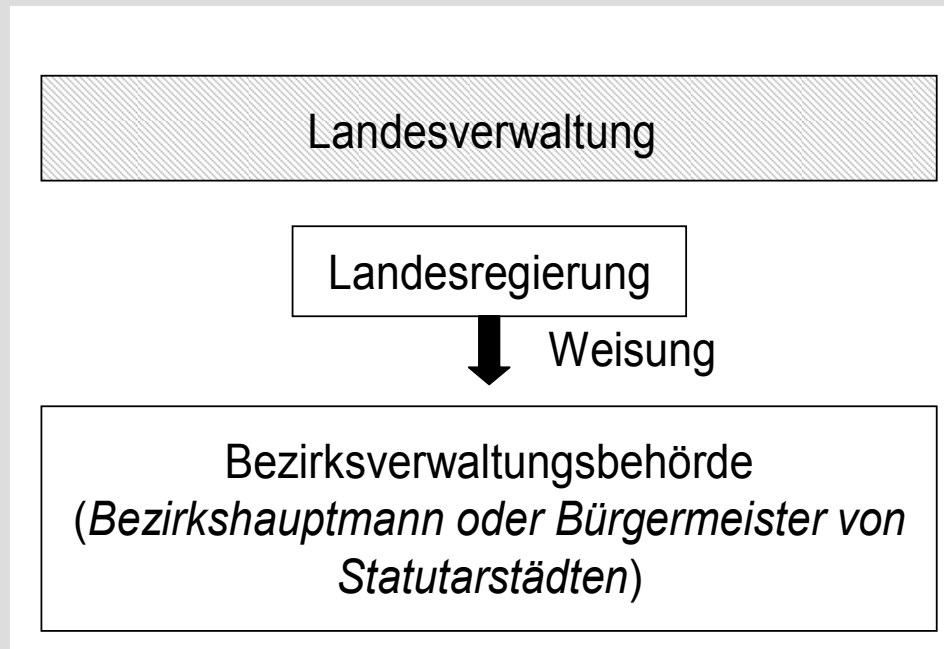 Landesverwaltung
Landesregierung
Weisung
Bezirksverwaltungsbehörde
(Bezirkshauptmann oder Bürgermeister von
Statutarstädten)